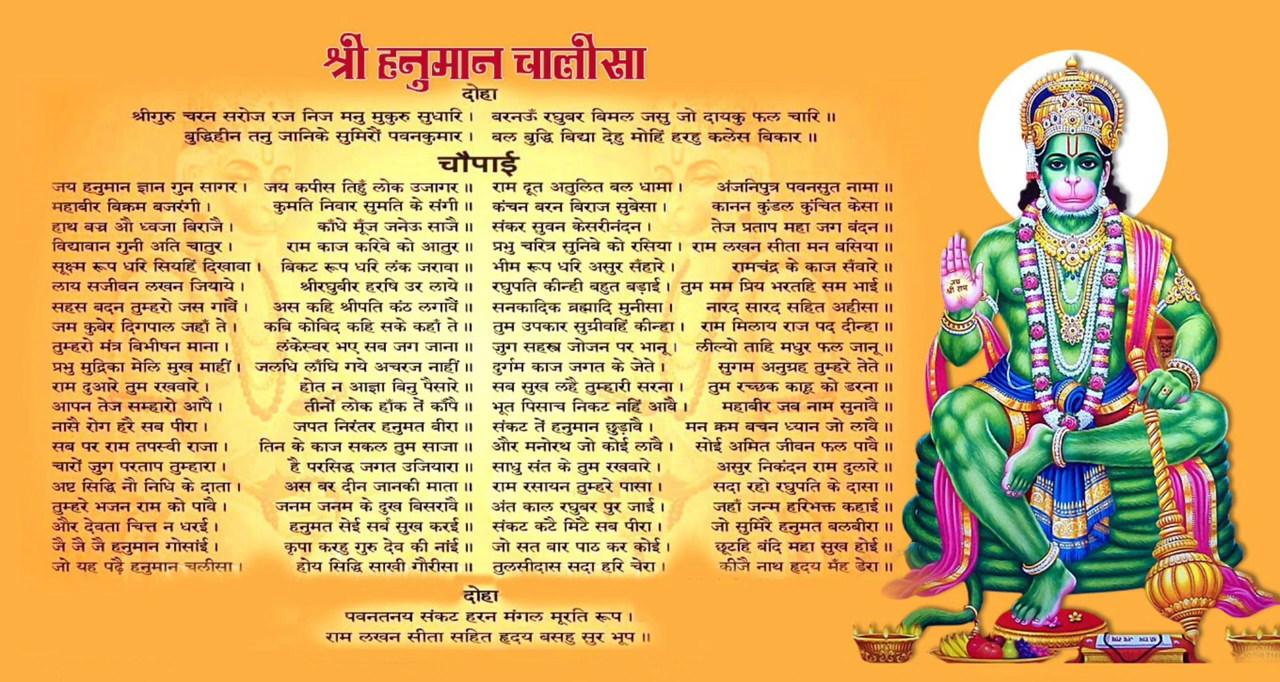 श्री हनुमान चालीसा
दोहा
श्रीगुरु चरन सरोज रज निज मनु मुकुरु सुधारि। बरनऊँ रघुबर बिमल जसु जो दायकु फल चारि॥
बुद्धिहीन तनु जानिके सुमिरौं पवनकुमार। बल बुद्धि बिद्या देहु मोहिं हरहु कलेस बिकार॥
चौपाई
जय हनुमान ज्ञान गुन सागर। जय कपीस तिहुँ लोक उजागर॥ राम दूत अतुलित बल धामा। अंजनिपुत्र पवनसुत नामा॥
महाबीर बिक्रम बजरंगी। कुमति निवार सुमति के संगी॥ कंचन बरन बिराज सुबेसा। कानन कुंडल कुंचित केसा॥
हाथ बज्र औ ध्वजा बिराजै। काँधे मूँज जनेऊ साजै॥ संकर सुवन केसरीनंदन। तेज प्रताप महा जग बंदन॥
विद्यावान गुनी अति चातुर। राम काज करिबे को आतुर॥ प्रभु चरित्र सुनिबे को रसिया। राम लखन सीता मन बसिया॥
सूक्ष्म रूप धरि सियहिं दिखावा। बिकट रूप धरि लंक जरावा॥ भीम रूप धरि असुर सँहारे। रामचंद्र के काज सँवारे॥
लाय सजीवन लखन जियाये। श्रीरघुबीर हरषि उर लाये॥ रघुपति कीन्ही बहुत बड़ाई। तुम मम प्रिय भरतहि सम भाई॥
सहस बदन तुम्हरो जस गावैं। अस कहि श्रीपति कंठ लगावैं॥ सनकादिक ब्रह्मादि मुनीसा। नारद सारद सहित अहीसा॥
जम कुबेर दिगपाल जहाँ ते। कबि कोबिद कहि सके कहाँ ते॥ तुम उपकार सुग्रीवहिं कीन्हा। राम मिलाय राज पद दीन्हा॥
तुम्हरो मंत्र बिभीषन माना। लंकेस्वर भए सब जग जाना॥ जुग सहस्त्र जोजन पर भानू। लील्यो ताहि मधुर फल जानू॥
प्रभु मुद्रिका मेलि मुख माहीं। जलधि लाँघि गये अचरज नाहीं॥ दुर्गम काज जगत के जेते। सुगम अनुग्रह तुम्हरे तेते॥
राम दुआरे तुम रखवारे। होत न आज्ञा बिनु पैसारे॥ सब सुख लहै तुम्हारी सरना। तुम रच्छक काहू को डरना॥
आपन तेज सम्हारो आपै। तीनों लोक हाँक तें काँपै॥ भूत पिसाच निकट नहिं आवै। महाबीर जब नाम सुनावै॥
नासै रोग हरै सब पीरा। जपत निरंतर हनुमत बीरा॥ संकट तें हनुमान छुड़ावै। मन क्रम बचन ध्यान जो लावै॥
सब पर राम तपस्वी राजा। तिन के काज सकल तुम साजा॥ और मनोरथ जो कोई लावै। सोई अमित जीवन फल पावै॥
चारों जुग परताप तुम्हारा। है परसिद्ध जगत उजियारा॥ साधु संत के तुम रखवारे। असुर निकंदन राम दुलारे॥
अष्ट सिद्धि नौ निधि के दाता। अस बर दीन जानकी माता॥ राम रसायन तुम्हरे पासा। सदा रहो रघुपति के दासा॥
तुम्हरे भजन राम को पावै। जनम जनम के दुख बिसरावै॥ अंत काल रघुबर पुर जाई। जहाँ जन्म हरिभक्त कहाई॥
और देवता चित्त न धरई। हनुमत सेई सर्ब सुख करई॥ संकट कटै मिटै सब पीरा। जो सुमिरै हनुमत बलबीरा॥
जै जै जै हनुमान गोसाईं। कृपा करहु गुरु देव की नांई॥ जो सत बार पाठ कर कोई। छूटहि बंदि महा सुख होई॥
जो यह पढ़ै हनुमान चलीसा। होय सिद्धि साखी गौरीसा॥ तुलसीदास सदा हरि चेरा। कीजै नाथ हृदय मँह डेरा॥
दोहा
पवनतनय संकट हरन मंगल मूरति रूप।
राम लखन सीता सहित हृदय बसहु सुर भूप॥
जय
श्री राम